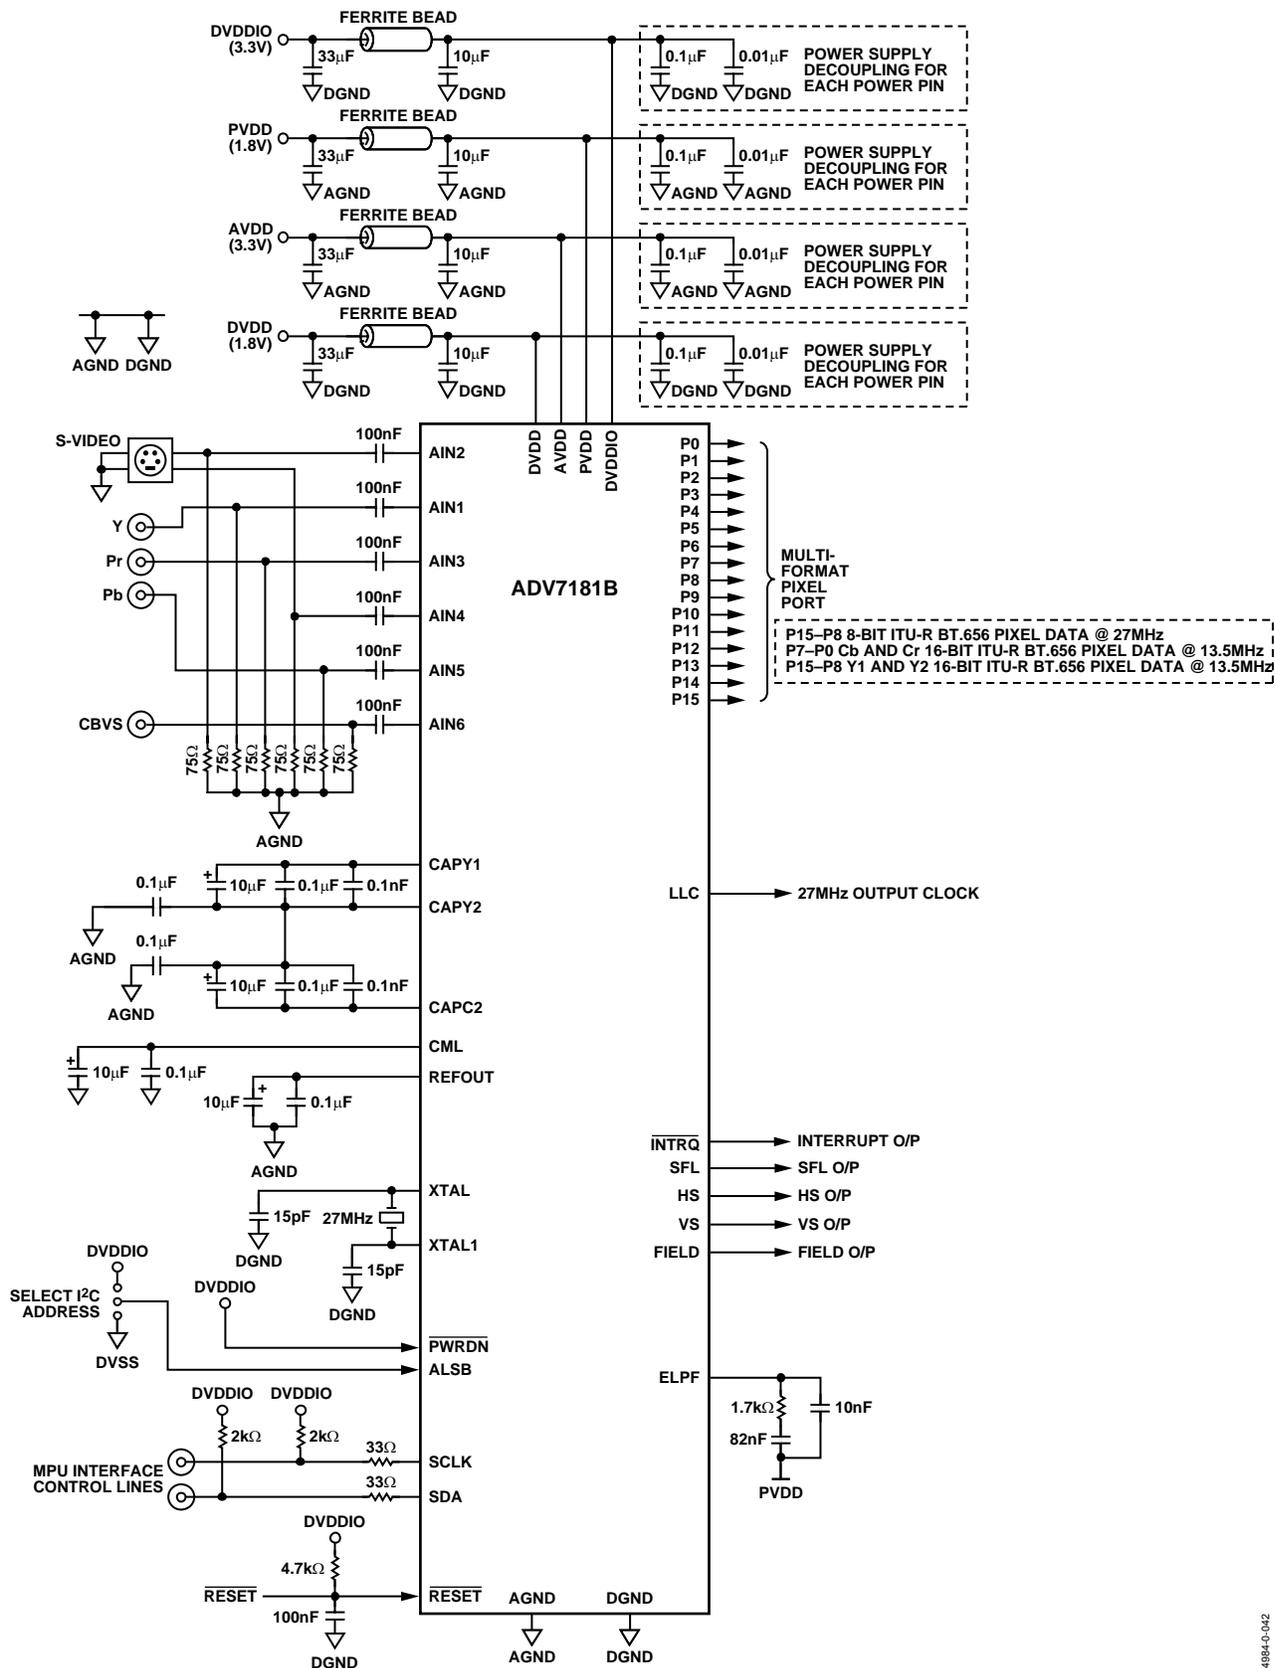 FERRITE BEAD
DVDDIO
(3.3V)
33μF
DGND
10μF
DGND
0.1μF
DGND
0.01μF
DGND
POWER SUPPLY
DECOUPLING FOR
EACH POWER PIN
FERRITE BEAD
PVDD
(1.8V)
33μF
AGND
10μF
AGND
0.1μF
AGND
0.01μF
AGND
POWER SUPPLY
DECOUPLING FOR
EACH POWER PIN
FERRITE BEAD
AVDD
(3.3V)
33μF
AGND
10μF
AGND
0.1μF
AGND
0.01μF
AGND
POWER SUPPLY
DECOUPLING FOR
EACH POWER PIN
FERRITE BEAD
DVDD
(1.8V)
33μF
DGND
10μF
DGND
0.1μF
DGND
0.01μF
DGND
POWER SUPPLY
DECOUPLING FOR
EACH POWER PIN
AGND DGND
S-VIDEO
Y
Pr
Pb
CBVS
100nF
100nF
100nF
100nF
100nF
100nF
75Ω
75Ω
75Ω
75Ω
75Ω
75Ω
AGND
AIN2
AIN1
AIN3
AIN4
AIN5
AIN6
DVDD
AVDD
PVDD
DVDDIO
ADV7181B
P0
P1
P2
P3
P4
P5
P6
P7
P8
P9
P10
P11
P12
P13
P14
P15
MULTI-
FORMAT
PIXEL
PORT
P15–P8 8-BIT ITU-R BT.656 PIXEL DATA @ 27MHz
P7–P0 Cb AND Cr 16-BIT ITU-R BT.656 PIXEL DATA @ 13.5MHz
P15–P8 Y1 AND Y2 16-BIT ITU-R BT.656 PIXEL DATA @ 13.5MHz
CAPY1
+
10μF
0.1μF
0.1nF
0.1μF
CAPY2
AGND
0.1μF
AGND
+
10μF
0.1μF
0.1nF
CAPC2
LLC
27MHz OUTPUT CLOCK
CML
+
10μF
0.1μF
REFOUT
10μF
+
0.1μF
AGND
INTRQ
INTERRUPT O/P
SFL
SFL O/P
HS
HS O/P
VS
VS O/P
FIELD
FIELD O/P
XTAL
15pF
27MHz
DGND
XTAL1
15pF
DGND
DVDDIO
SELECT I2C
ADDRESS
DVSS
DVDDIO
PWRDN
ALSB
ELPF
1.7kΩ
10nF
82nF
PVDD
DVDDIO
DVDDIO
2kΩ
2kΩ
MPU INTERFACE
CONTROL LINES
33Ω
SCLK
33Ω
SDA
DVDDIO
4.7kΩ
RESET
RESET
100nF
DGND
AGND
DGND
AGND
DGND
4984-0-042